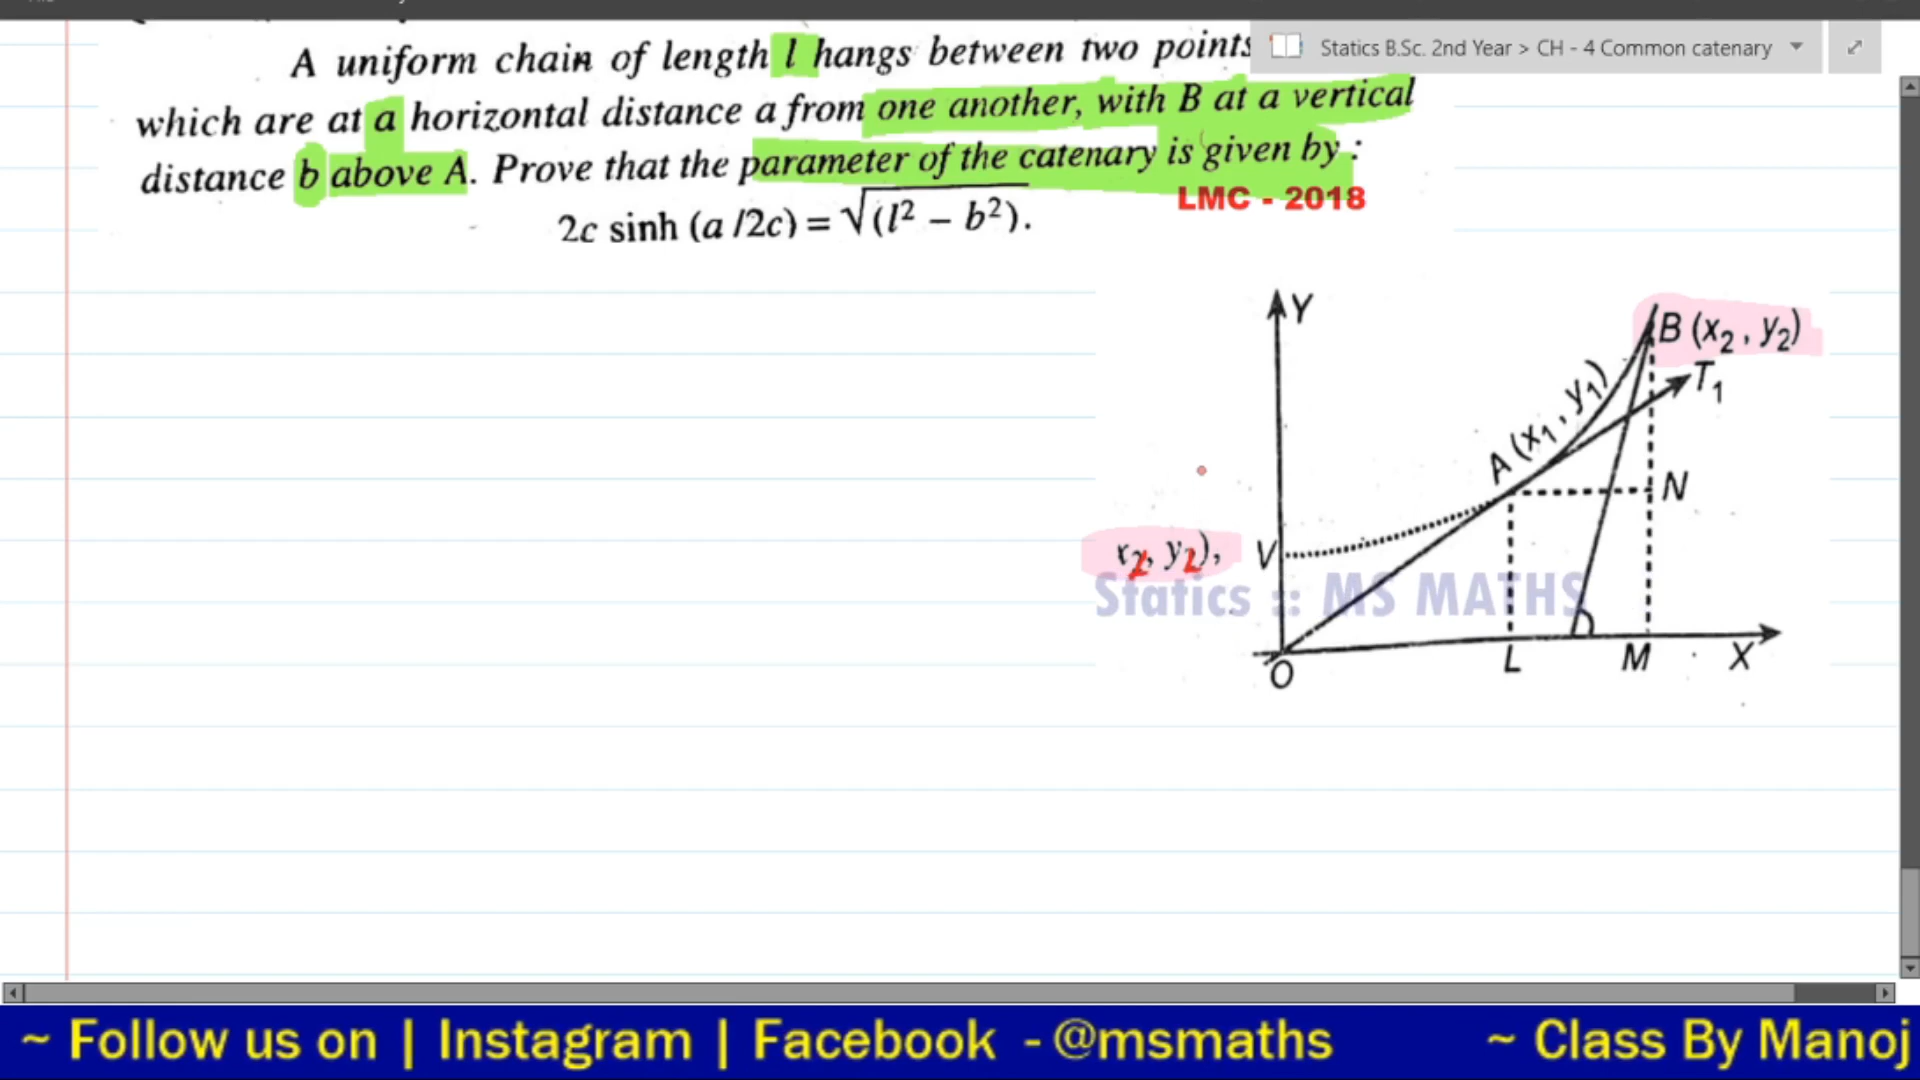 A uniform chain of length l hangs between two points
Statics B.Sc. 2nd Year > CH - 4 Common catenary
which are at a horizontal distance a from one another, with B at a vertical
distance b above A. Prove that the parameter of the catenary is given by :
LMC - 2018
2c sinh (a /2c) = √(l² – b²).
Y
B (x₂ , y₂)
T₁
A (x₁ , y₁)
N
V
y₂),
Statics :: MS MATHS
O
L
M
X
~ Follow us on | Instagram | Facebook - @msmaths
~ Class By Manoj